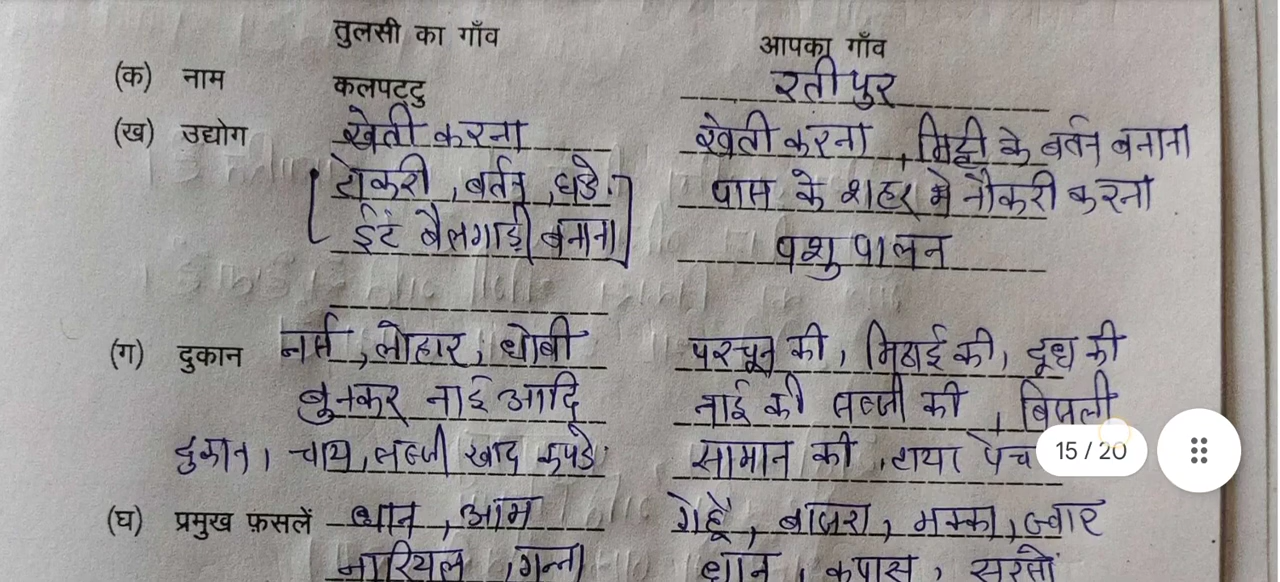 तुलसी का गाँव आपका गाँव
(क) नाम कलपट्टु रतीपुर
(ख) उद्योग खेती करना खेती करना, मिट्टी के बर्तन बनाना
टोकरी, बर्तन, घडे. पास के शहर मे नौकरी करना
ईंटे बैलगाड़ी बनाना पशुपालन
(ग) दुकान नर्स, लोहार, धोबी परचून की, मिठाई की, दूध की
बुनकर नाई आदि नाई की सब्जी की, बिजली
दुकान। चाय, सब्जी खाद कपडे सामान की, टायर पेंच 15 / 20
(घ) प्रमुख फ़सलें धान, आम गेहूँ, बाजरा, मक्का, ज्वार
नारियल, गन्ना धान, कपास, सरसों